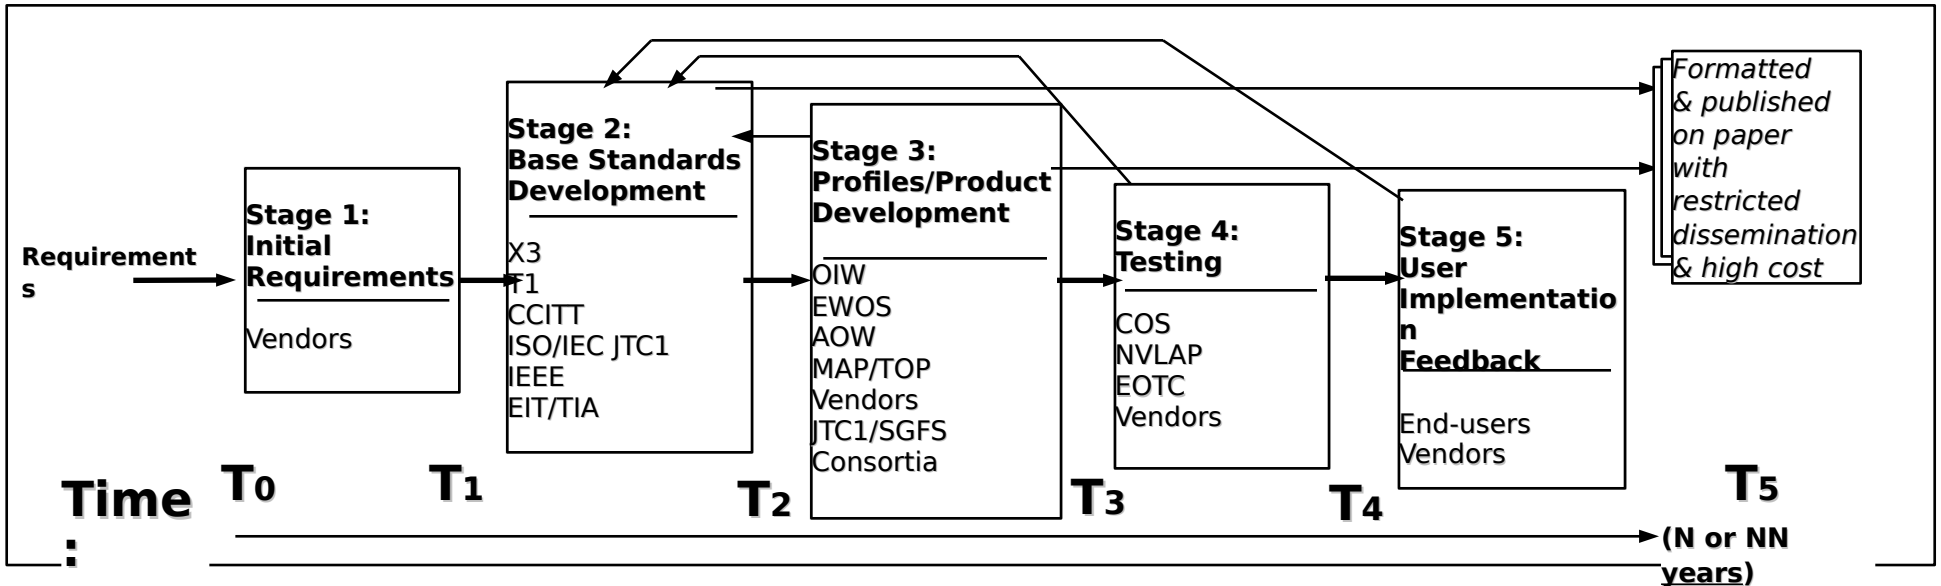 Requirement
s
Stage 1:
Initial
Requirements
Vendors
Stage 2:
Base Standards
Development
X3
T1
CCITT
ISO/IEC JTC1
IEEE
EIT/TIA
Stage 3:
Profiles/Product
Development
OIW
EWOS
AOW
MAP/TOP
Vendors
JTC1/SGFS
Consortia
Stage 4:
Testing
COS
NVLAP
EOTC
Vendors
Stage 5:
User
Implementatio
n
Feedback
End-users
Vendors
Formatted
& published
on paper
with
restricted
dissemination
& high cost
Time
:
T0
T1
T2
T3
T4
T5
(N or NN
years)